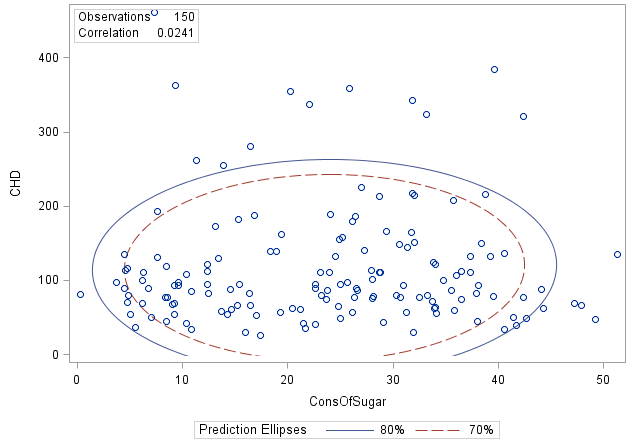 Observations 150
Correlation 0.0241
400
300
200
100
0
CHD
0 10 20 30 40 50
ConsOfSugar
Prediction Ellipses 80% 70%